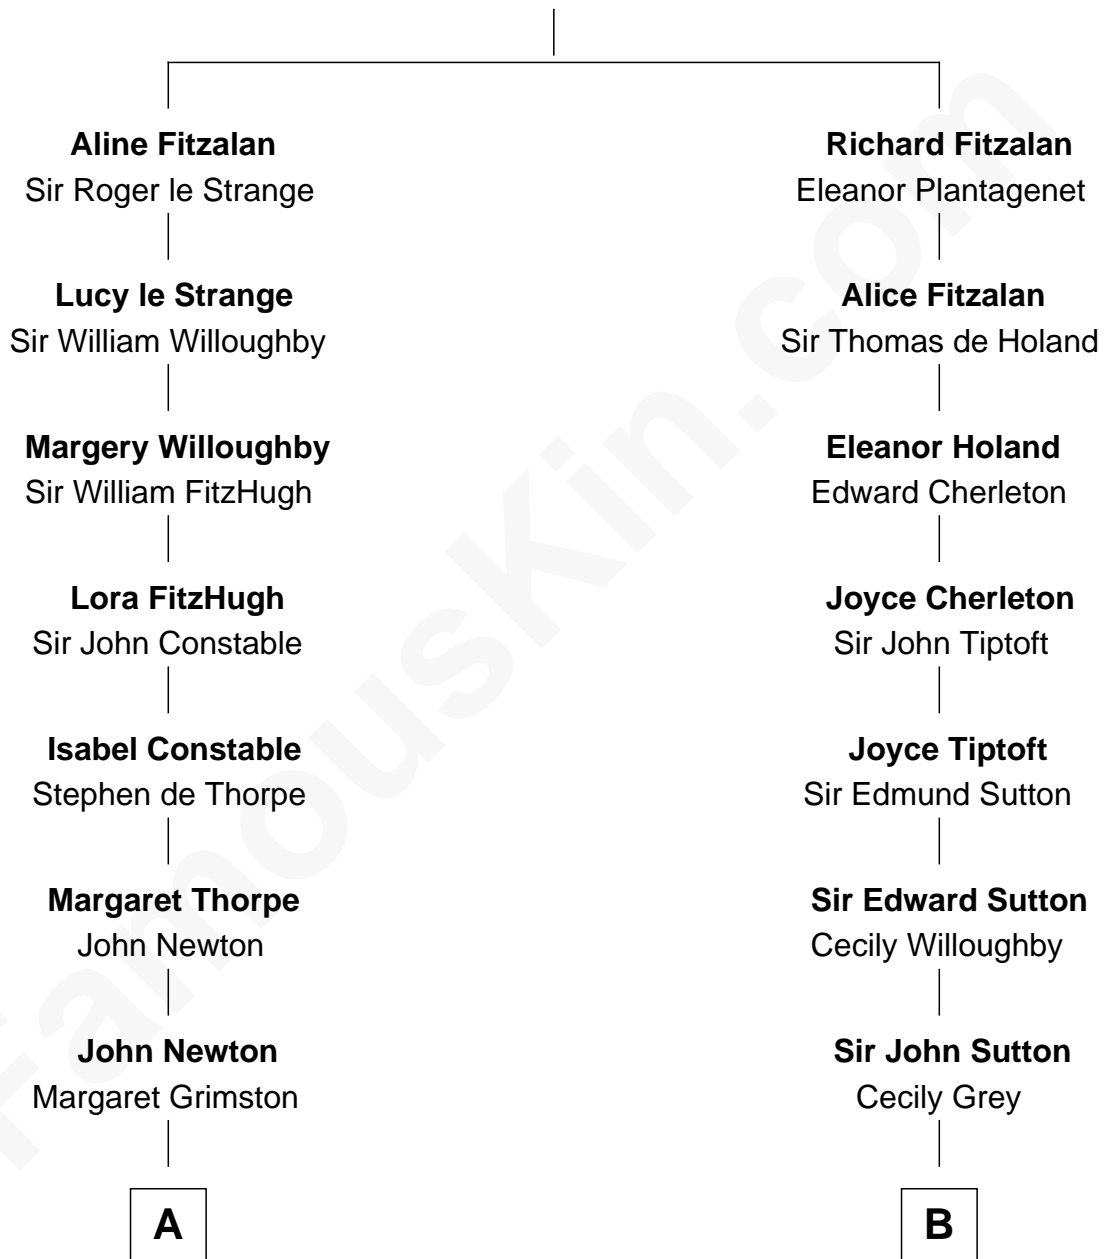 Aline Fitzalan
Sir Roger le Strange
Lucy le Strange
Sir William Willoughby
Margery Willoughby
Sir William FitzHugh
Lora FitzHugh
Sir John Constable
Isabel Constable
Stephen de Thorpe
Margaret Thorpe
John Newton
John Newton
Margaret Grimston
A
Richard Fitzalan
Eleanor Plantagenet
Alice Fitzalan
Sir Thomas de Holand
Eleanor Holand
Edward Cherleton
Joyce Cherleton
Sir John Tiptoft
Joyce Tiptoft
Sir Edmund Sutton
Sir Edward Sutton
Cecily Willoughby
Sir John Sutton
Cecily Grey
B
FamousKin.com